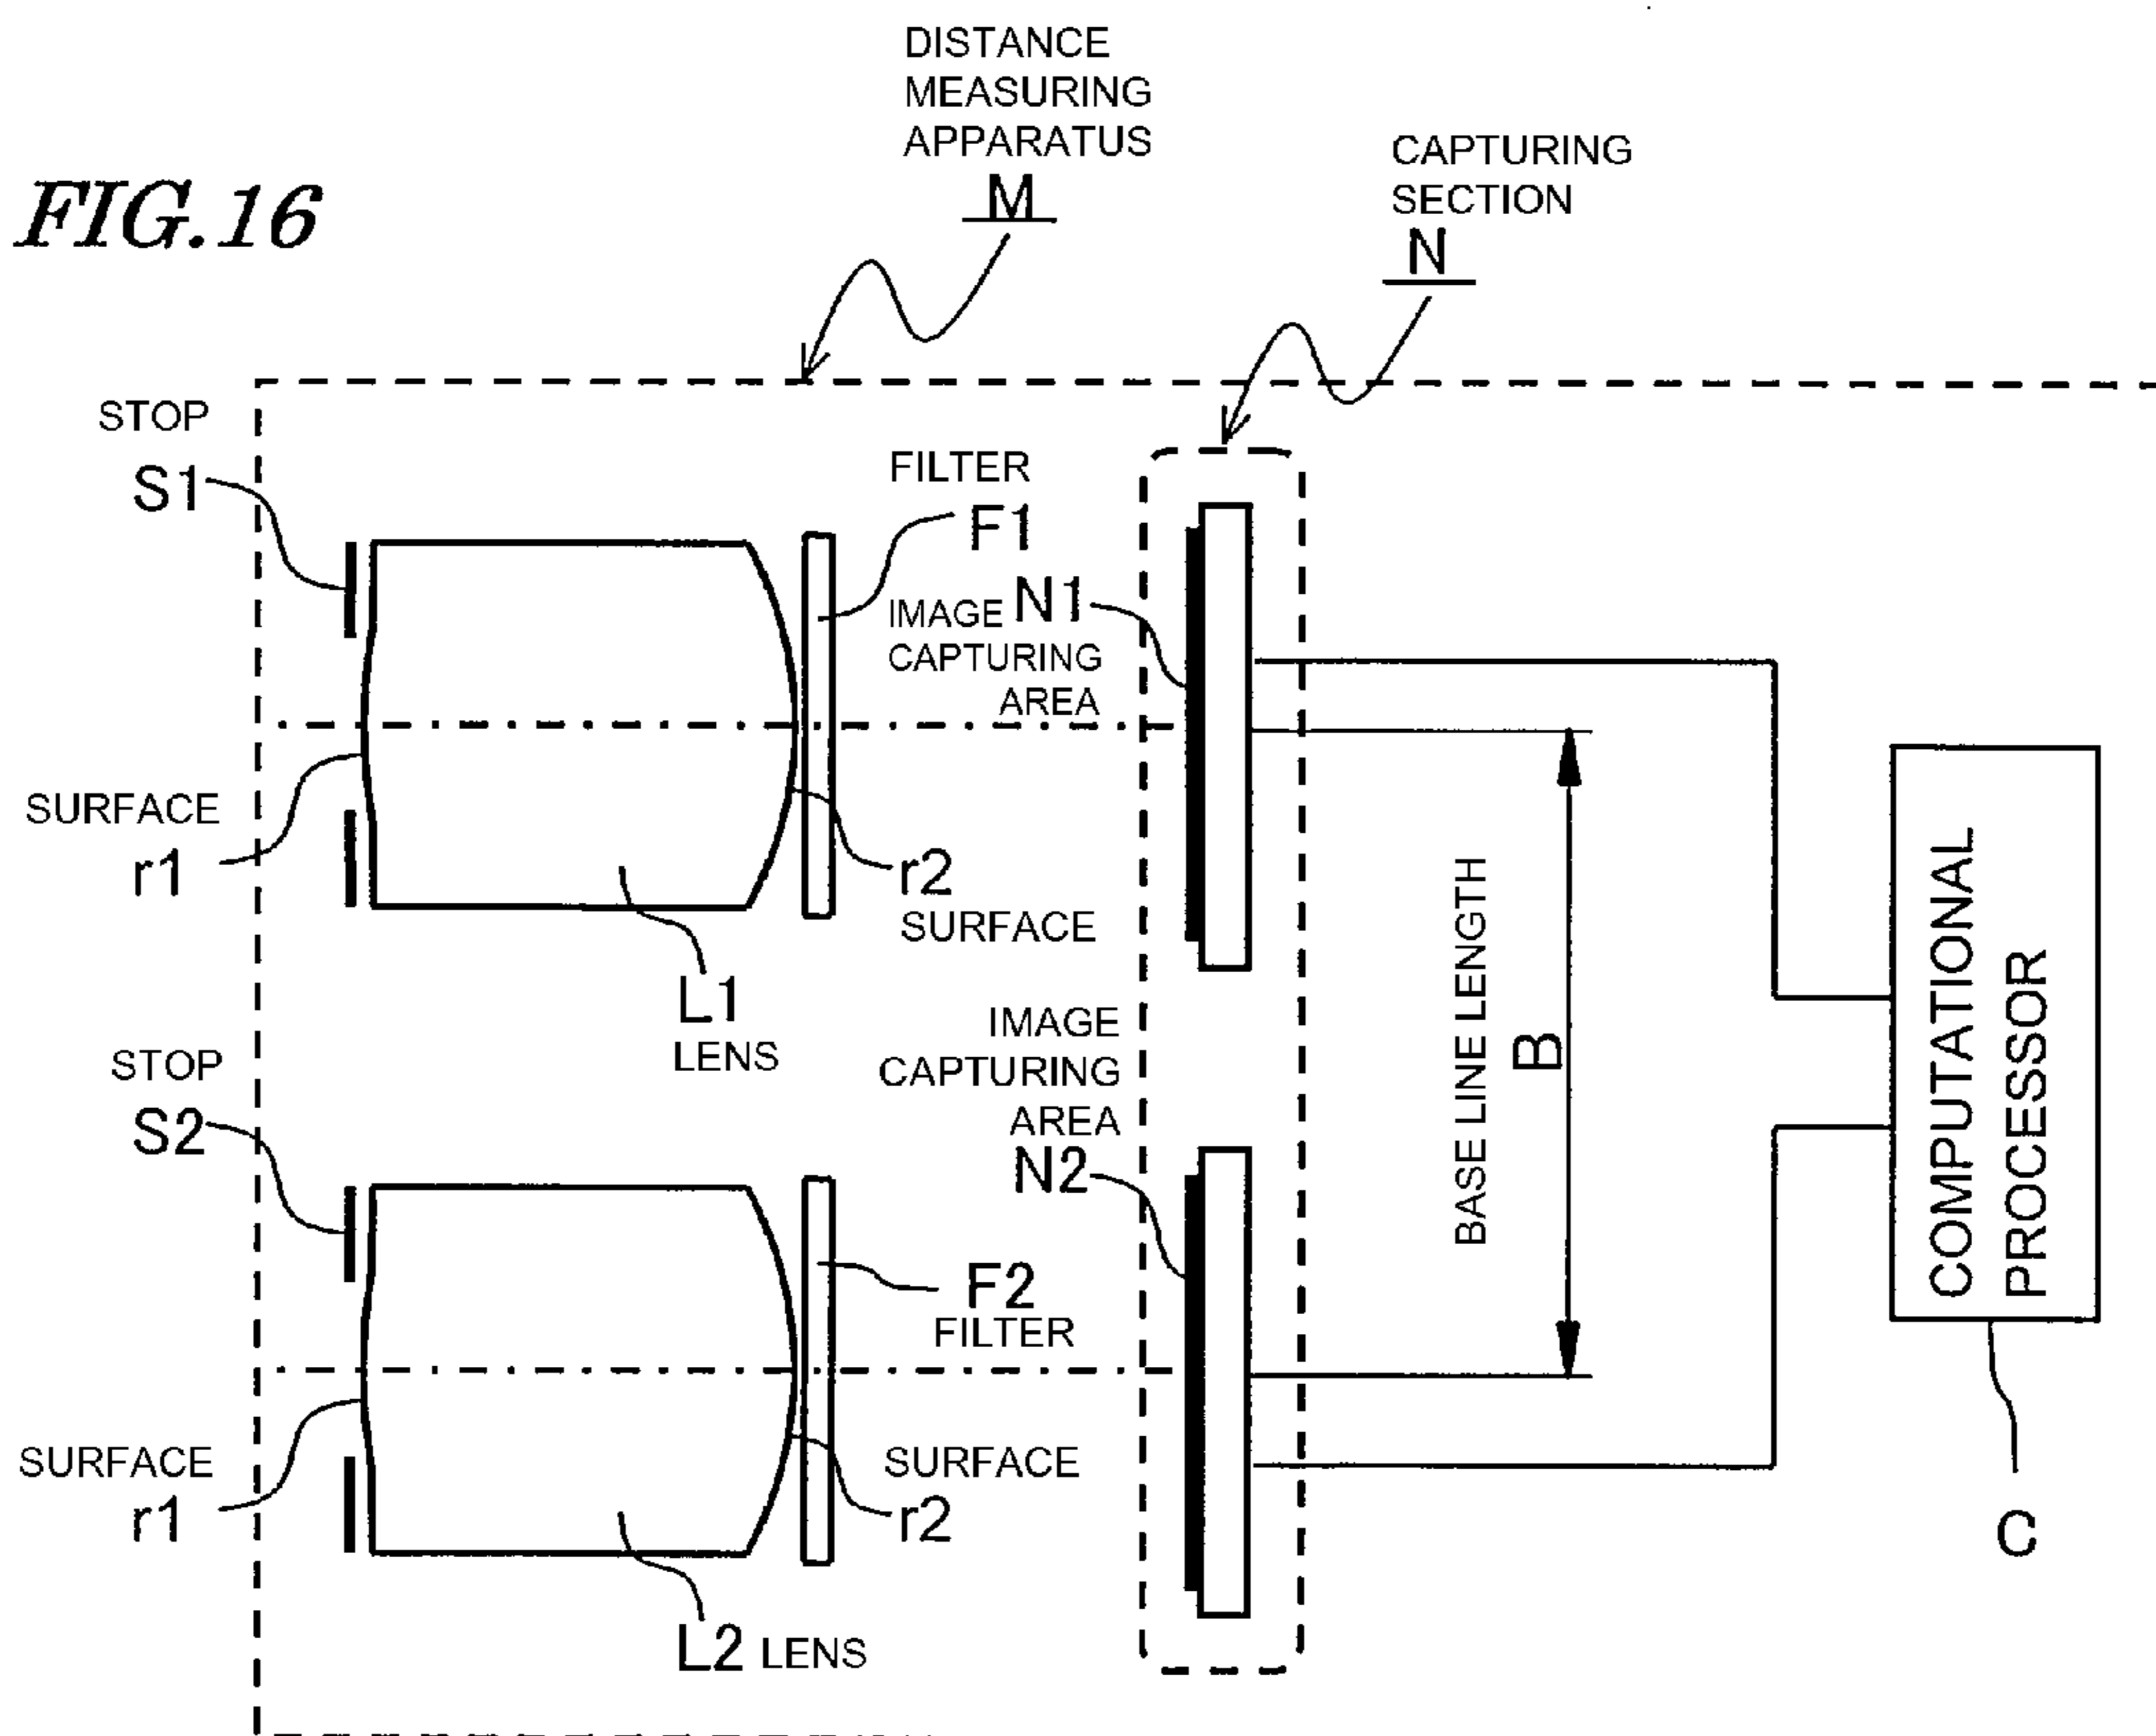 FIG.16
DISTANCE
MEASURING
APPARATUS
M
CAPTURING
SECTION
N
STOP
S1
FILTER
F1
IMAGE N1
CAPTURING
AREA
SURFACE
r1
r2
SURFACE
L1
LENS
BASE LINE LENGTH
B
COMPUTATIONAL
PROCESSOR
C
STOP
S2
IMAGE
CAPTURING
AREA
N2
F2
FILTER
SURFACE
r1
SURFACE
r2
L2 LENS